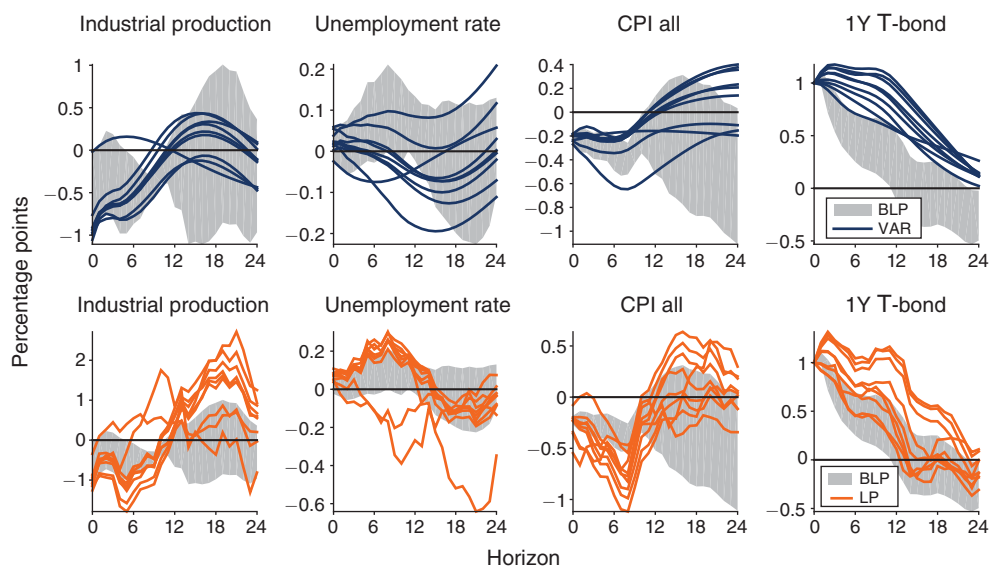 Industrial production Unemployment rate CPI all 1Y T-bond
1 0.5 0 −0.5 −1
0.2 0.1 0 −0.1 −0.2
0.4 0.2 0 −0.2 −0.4 −0.6 −0.8 −1
1 0.5 0 −0.5
BLP
VAR
0 6 12 18 24 0 6 12 18 24 0 6 12 18 24 0 6 12 18 24
Percentage points
Industrial production Unemployment rate CPI all 1Y T-bond
2 1 0 −1
0.2 0 −0.2 −0.4 −0.6
0.5 0 −0.5 −1
1 0.5 0 −0.5
BLP
LP
0 6 12 18 24 0 6 12 18 24 0 6 12 18 24 0 6 12 18 24
Horizon